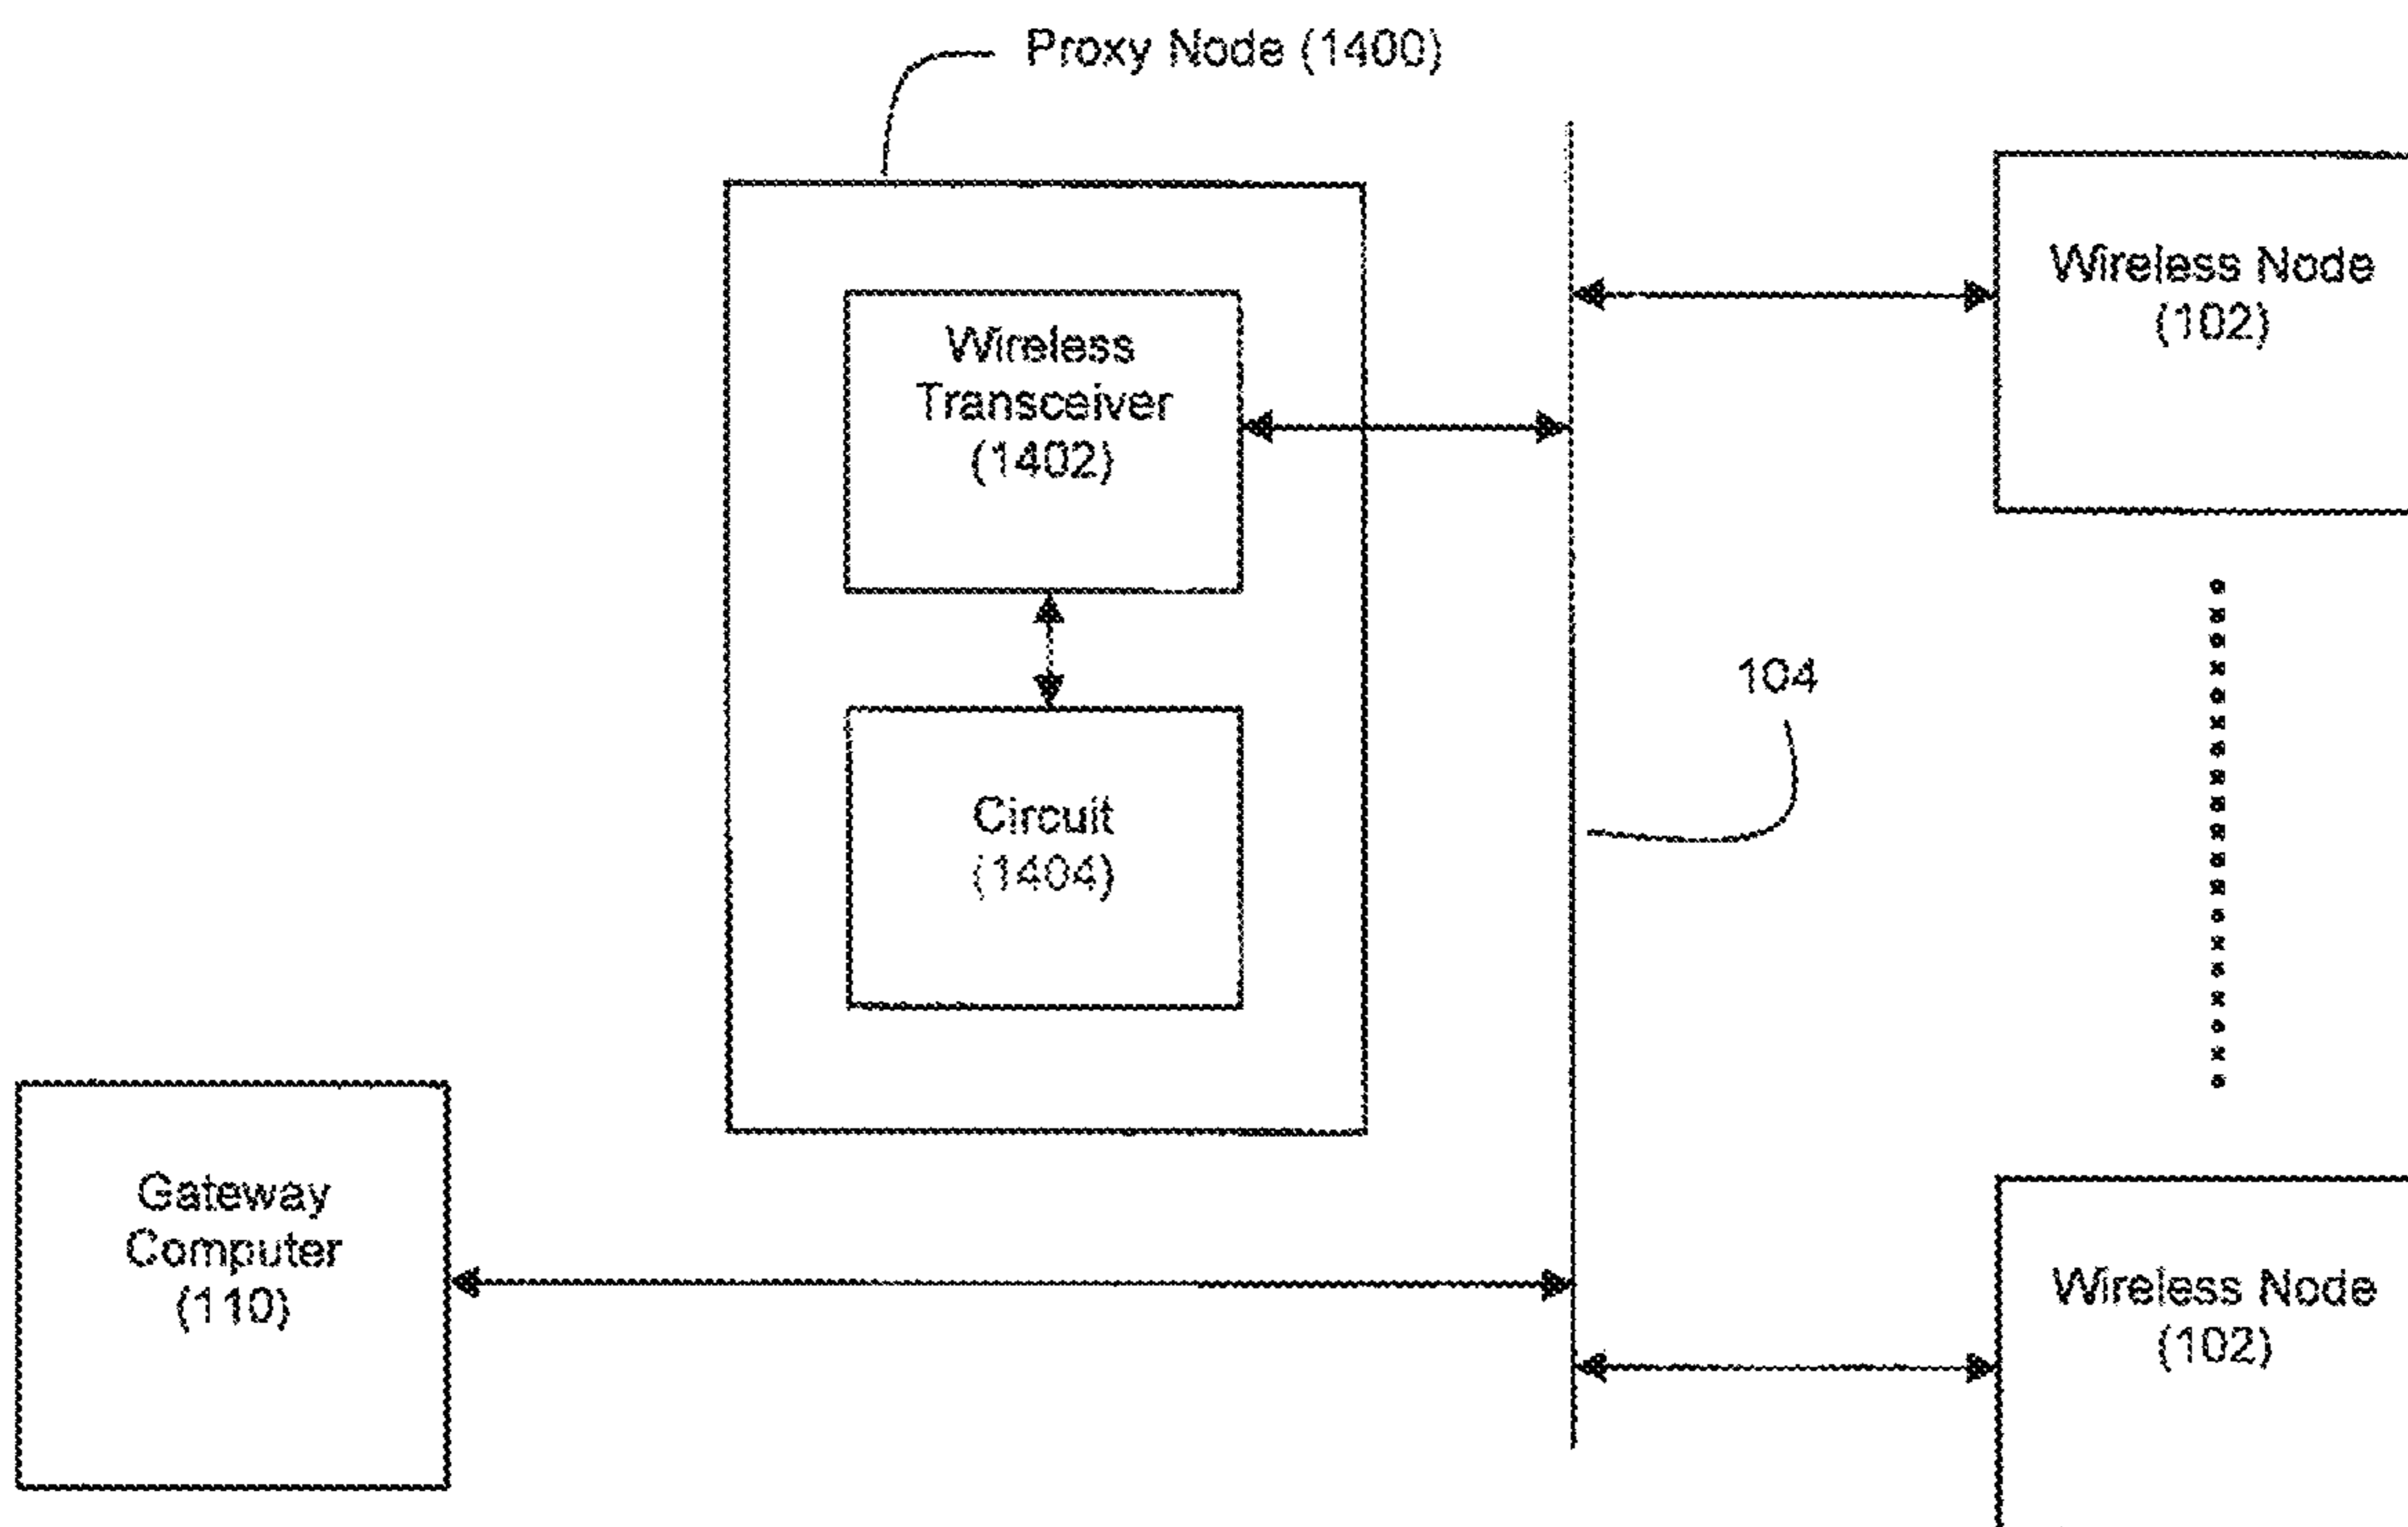 Proxy Node (1400)
Wireless Node
(102)
Wireless
Transceiver
(1402)
104
Circuit
(1404)
Gateway
Computer
(110)
Wireless Node
(102)